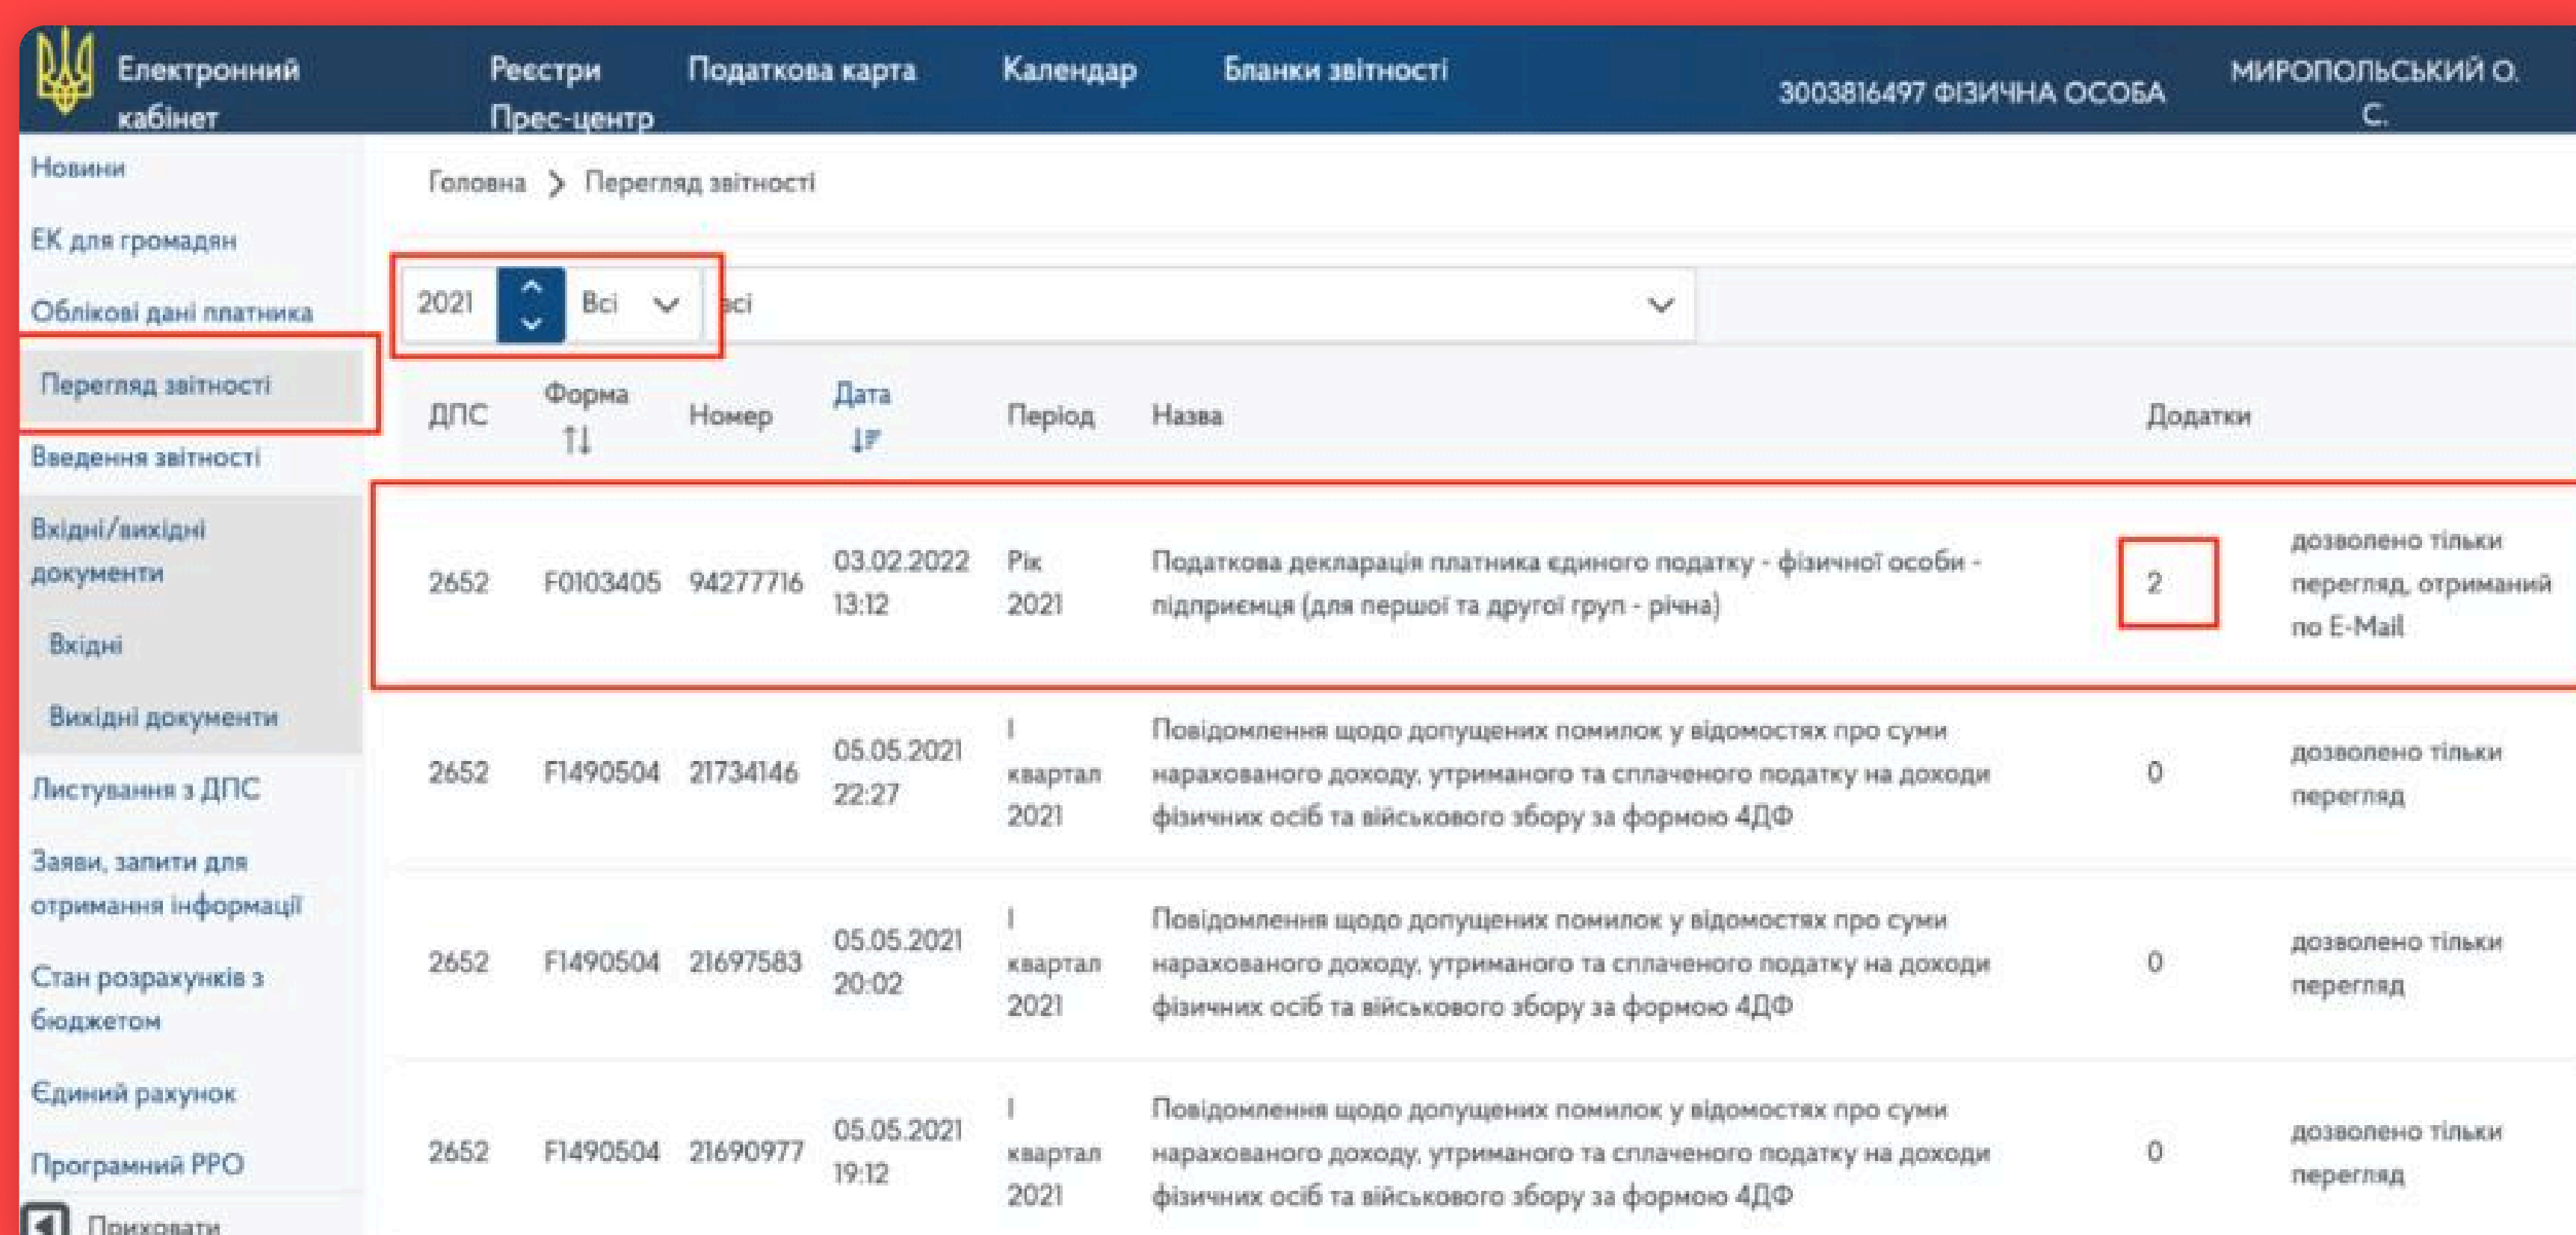 Електронний
кабінет
Реєстри
Прес-центр
Податкова карта
Календар
Бланки звітності
3003816497 ФІЗИЧНА ОСОБА
МИРОПОЛЬСЬКИЙ О.
С.
Новини
ЕК для громадян
Облікові дані платника
Перегляд звітності
Введення звітності
Вхідні/вихідні
документи
Вхідні
Вихідні документи
Листування з ДПС
Заяви, запити для
отримання інформації
Стан розрахунків з
бюджетом
Єдиний рахунок
Програмний РРО
Приховати
Головна > Перегляд звітності
2021 Всі
ДПС Форма Номер Дата Період Назва Додатки
2652 F0103405 94277716
03.02.2022
13:12
Рік
2021
Податкова декларація платника єдиного податку - фізичної особи -
підприємця (для першої та другої груп - річна)
2
дозволено тільки
перегляд, отриманий
по E-Mail
2652 F1490504 21734146
05.05.2021
22:27
І
квартал
2021
Повідомлення щодо допущених помилок у відомостях про суми
нарахованого доходу, утриманого та сплаченого податку на доходи
фізичних осіб та військового збору за формою 4ДФ
0
дозволено тільки
перегляд
2652 F1490504 21697583
05.05.2021
20:02
І
квартал
2021
Повідомлення щодо допущених помилок у відомостях про суми
нарахованого доходу, утриманого та сплаченого податку на доходи
фізичних осіб та військового збору за формою 4ДФ
0
дозволено тільки
перегляд
2652 F1490504 21690977
05.05.2021
19:12
І
квартал
2021
Повідомлення щодо допущених помилок у відомостях про суми
нарахованого доходу, утриманого та сплаченого податку на доходи
фізичних осіб та військового збору за формою 4ДФ
0
дозволено тільки
перегляд